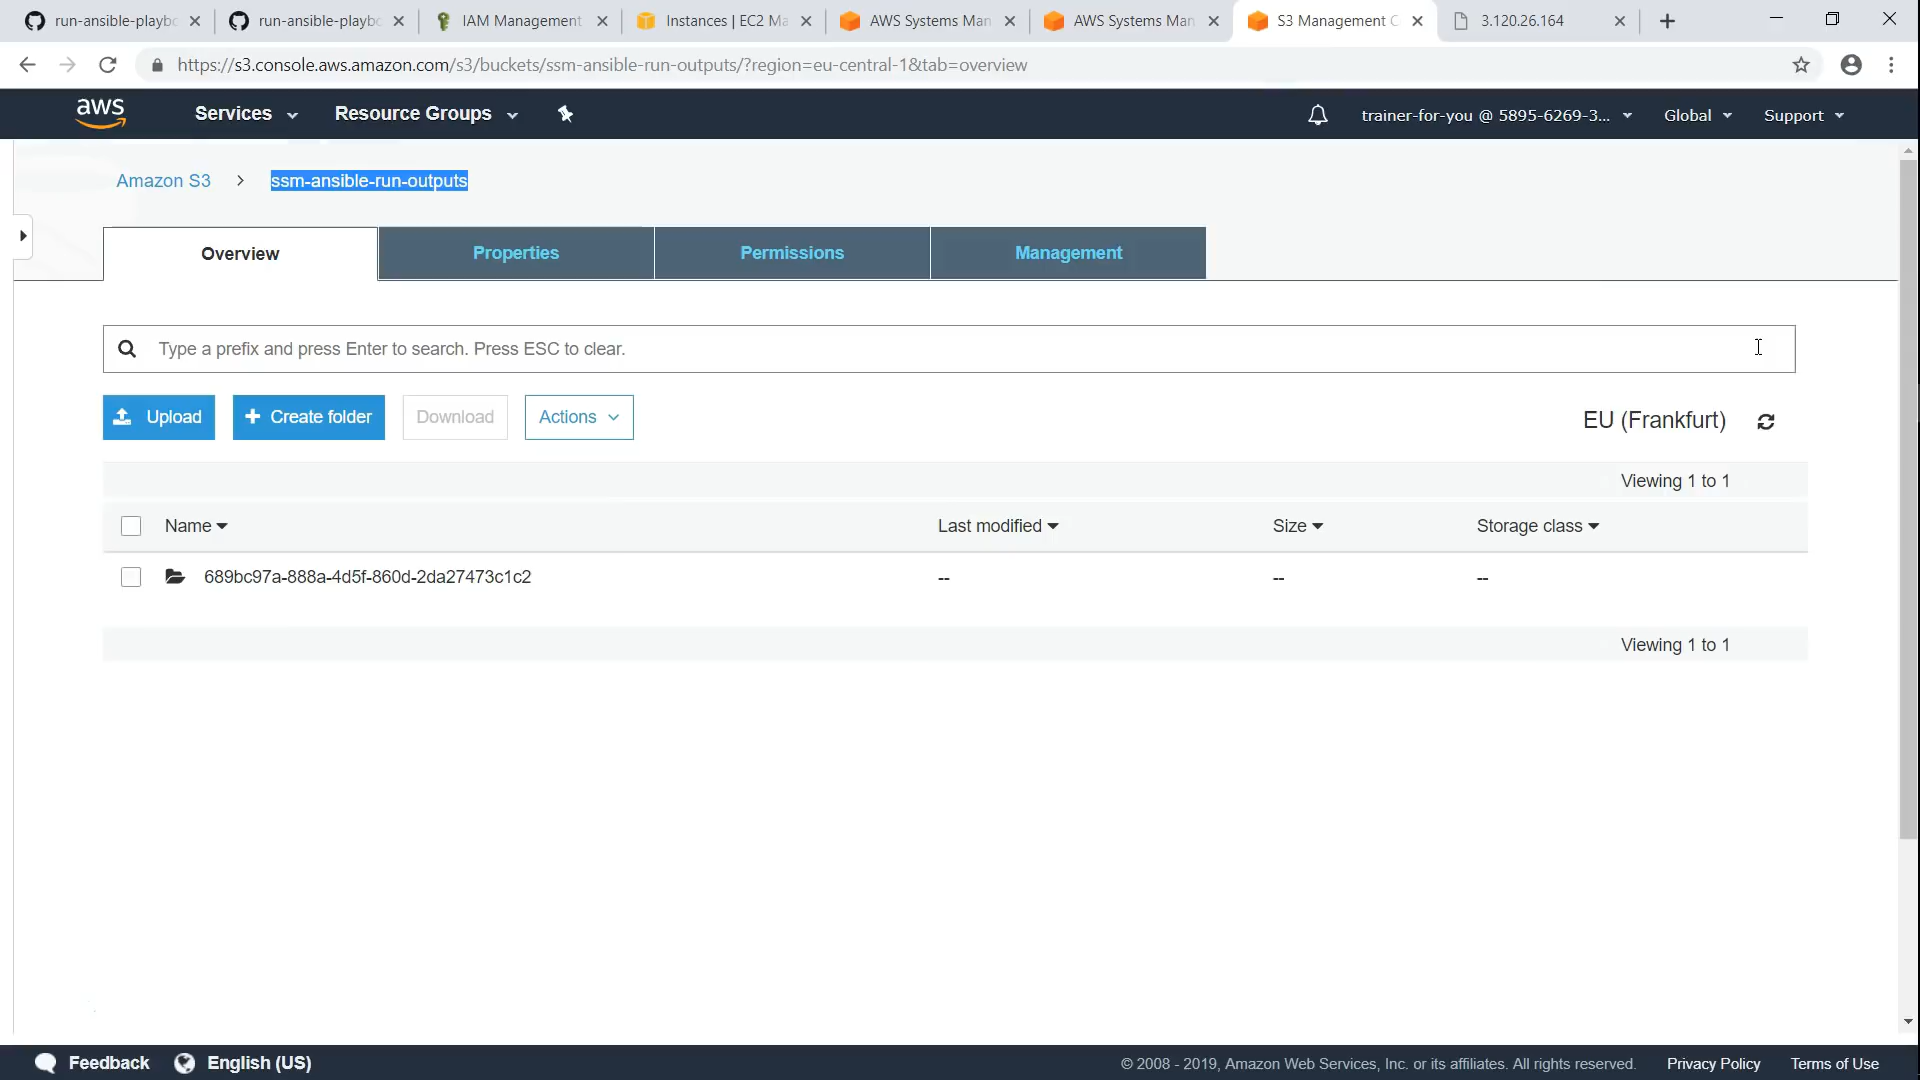 run-ansible-playbo
run-ansible-playbo
IAM Management
Instances | EC2 Ma
AWS Systems Man
AWS Systems Man
S3 Management C
3.120.26.164
https://s3.console.aws.amazon.com/s3/buckets/ssm-ansible-run-outputs/?region=eu-central-1&tab=overview
aws
Services
Resource Groups
trainer-for-you @ 5895-6269-3...
Global
Support
Amazon S3 > ssm-ansible-run-outputs
Overview
Properties
Permissions
Management
Type a prefix and press Enter to search. Press ESC to clear.
Upload
+ Create folder
Download
Actions
EU (Frankfurt)
Viewing 1 to 1
Name
Last modified
Size
Storage class
689bc97a-888a-4d5f-860d-2da27473c1c2
--
--
--
Viewing 1 to 1
Feedback
English (US)
© 2008 - 2019, Amazon Web Services, Inc. or its affiliates. All rights reserved.
Privacy Policy
Terms of Use